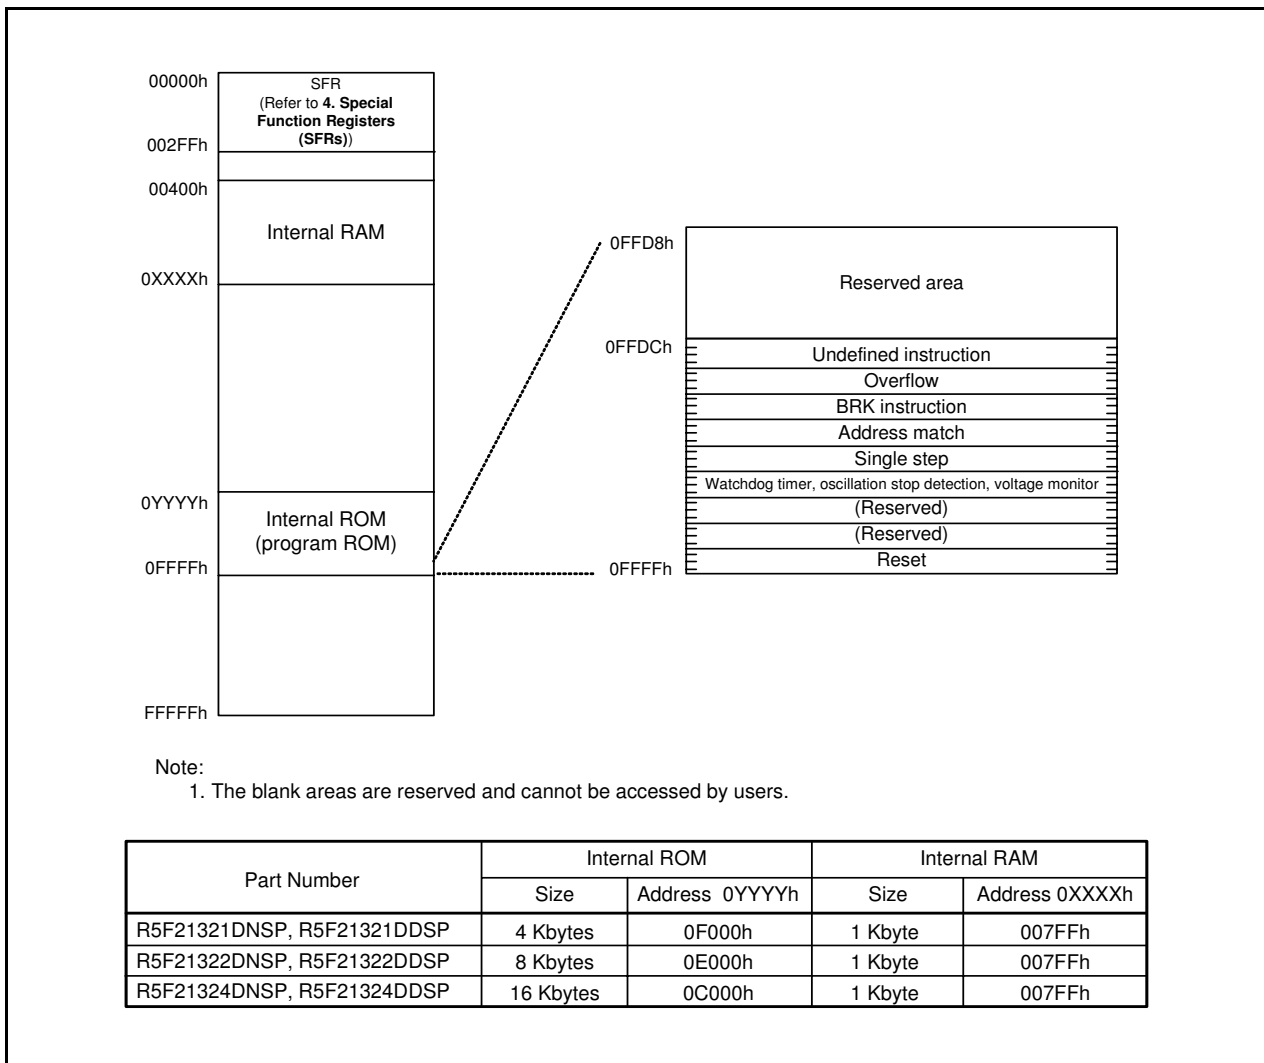 00000h
SFR
(Refer to 4. Special
Function Registers
(SFRs))
002FFh
00400h
Internal RAM
0XXXXh
0YYYYh
Internal ROM
(program ROM)
0FFFFh
FFFFFh
0FFD8h
Reserved area
0FFDCh
Undefined instruction
Overflow
BRK instruction
Address match
Single step
Watchdog timer, oscillation stop detection, voltage monitor
(Reserved)
(Reserved)
Reset
0FFFFh
Note:
1. The blank areas are reserved and cannot be accessed by users.
Part Number
Internal ROM
Internal RAM
Size
Address 0YYYYh
Size
Address 0XXXXh
R5F21321DNSP, R5F21321DDSP 4 Kbytes 0F000h 1 Kbyte 007FFh
R5F21322DNSP, R5F21322DDSP 8 Kbytes 0E000h 1 Kbyte 007FFh
R5F21324DNSP, R5F21324DDSP 16 Kbytes 0C000h 1 Kbyte 007FFh